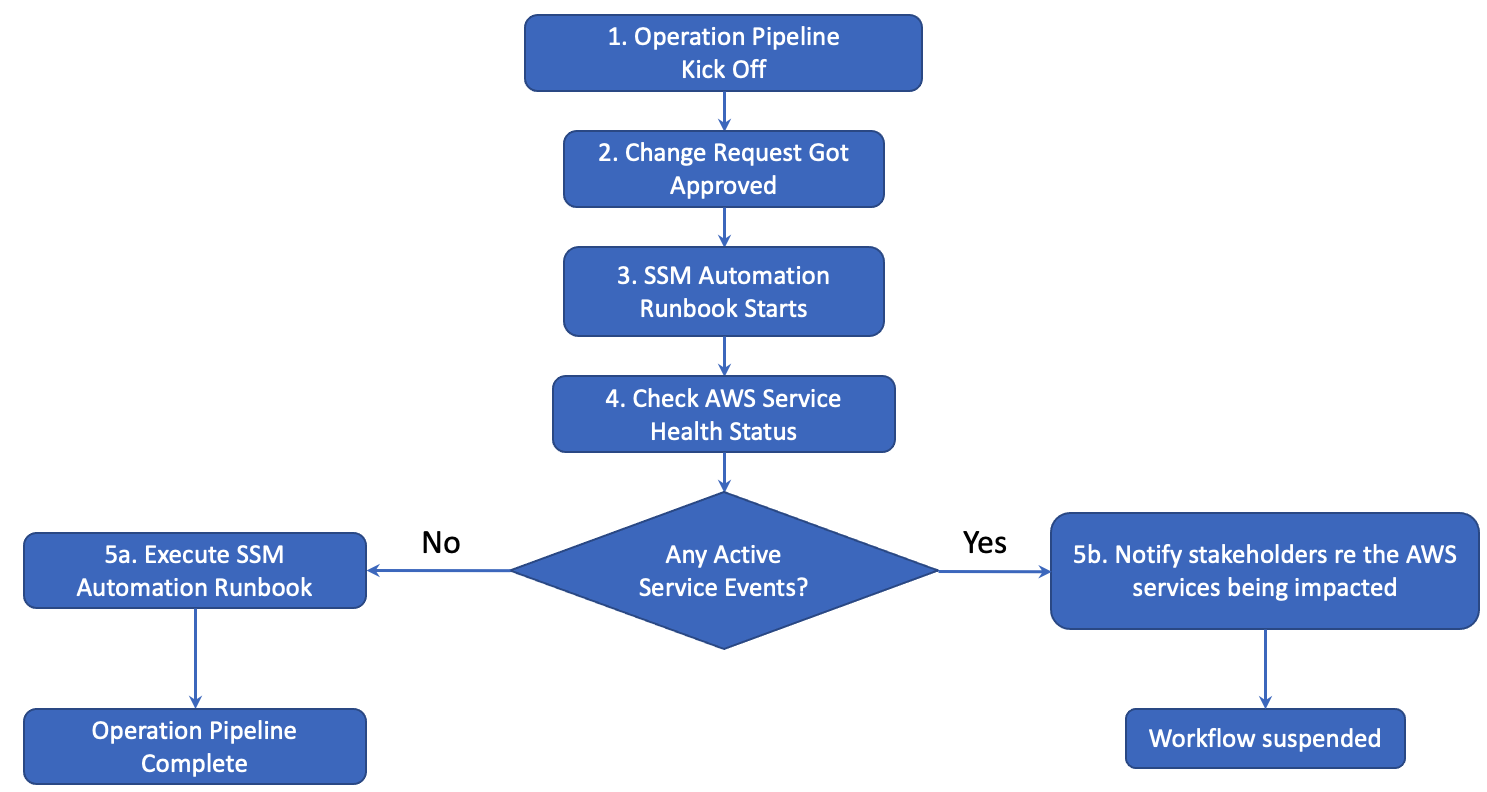 1. Operation Pipeline
Kick Off
2. Change Request Got
Approved
3. SSM Automation
Runbook Starts
4. Check AWS Service
Health Status
Any Active
Service Events?
No
Yes
5a. Execute SSM
Automation Runbook
5b. Notify stakeholders re the AWS
services being impacted
Operation Pipeline
Complete
Workflow suspended